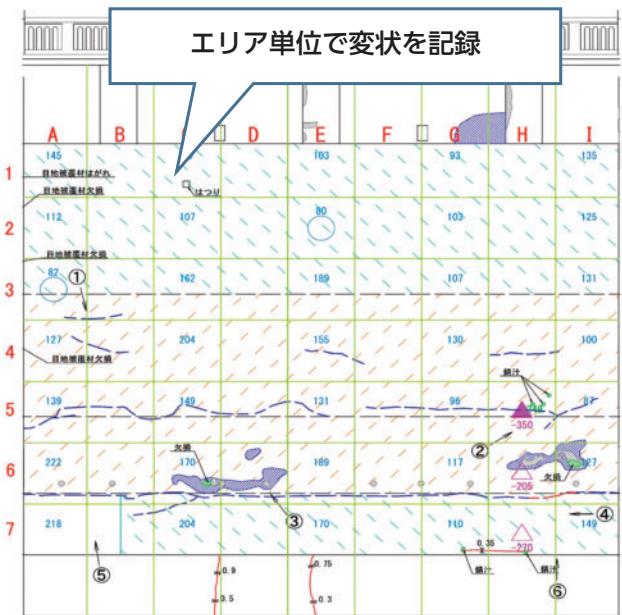 エリア単位で変状を記録
A B C D E F G H I
1
145 103 93 135
目地被覆材はがれ
目地被覆材欠損
はつり
2
112 107 80 103 125
目地被覆材欠損
3
82 ① 162 189 107 131
4
127 204 155 130 100
目地被覆材欠損
錆汁
5
139 149 131 96 87
-350
②
欠損
6
222 170 189 117 127
欠損
-205
③ ④
7
218 204 170 110 149
-270
0.35
⑤ 錆汁 錆汁 ⑥
0.9 0.75
0.5 0.3